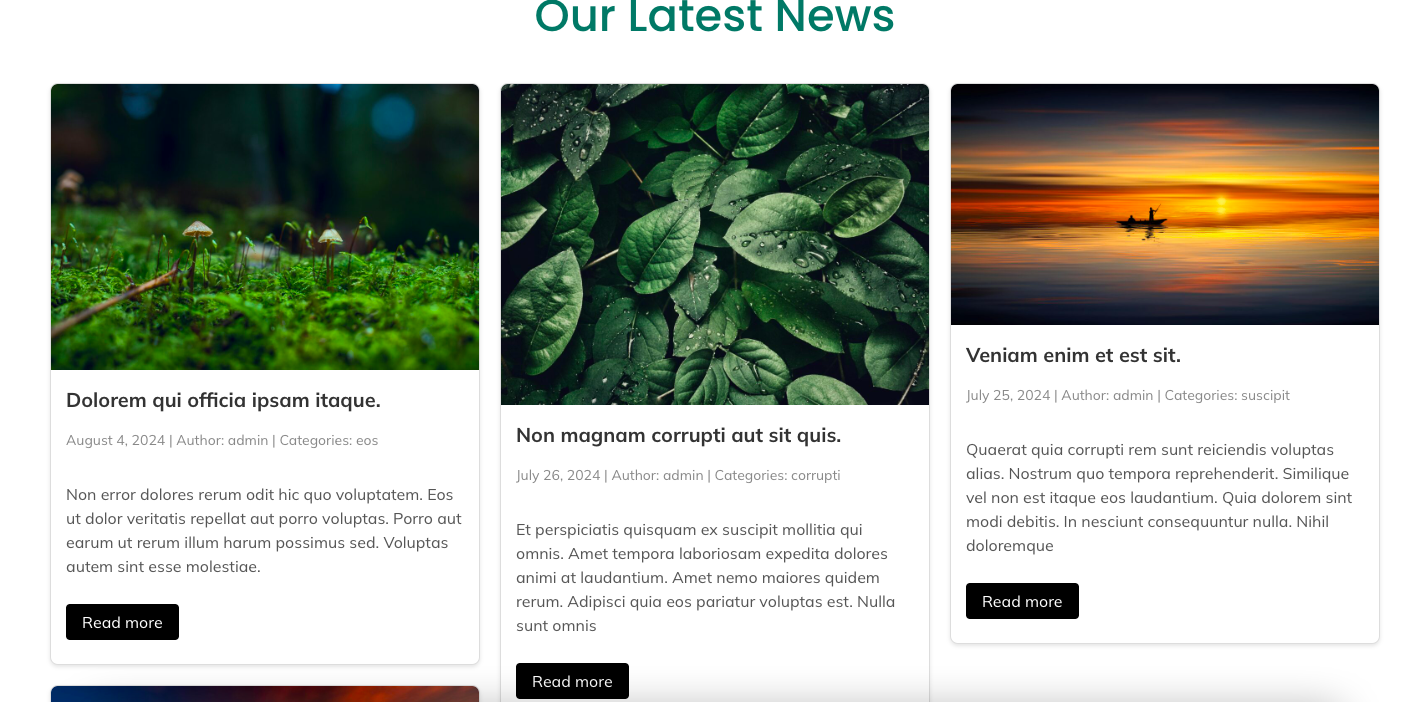 Our Latest News
Dolorem qui officia ipsam itaque.
August 4, 2024 | Author: admin | Categories: eos
Non error dolores rerum odit hic quo voluptatem. Eos
ut dolor veritatis repellat aut porro voluptas. Porro aut
earum ut rerum illum harum possimus sed. Voluptas
autem sint esse molestiae.
Read more
Non magnam corrupti aut sit quis.
July 26, 2024 | Author: admin | Categories: corrupti
Et perspiciatis quisquam ex suscipit mollitia qui
omnis. Amet tempora laboriosam expedita dolores
animi at laudantium. Amet nemo maiores quidem
rerum. Adipisci quia eos pariatur voluptas est. Nulla
sunt omnis
Read more
Veniam enim et est sit.
July 25, 2024 | Author: admin | Categories: suscipit
Quaerat quia corrupti rem sunt reiciendis voluptas
alias. Nostrum quo tempora reprehenderit. Similique
vel non est itaque eos laudantium. Quia dolorem sint
modi debitis. In nesciunt consequuntur nulla. Nihil
doloremque
Read more